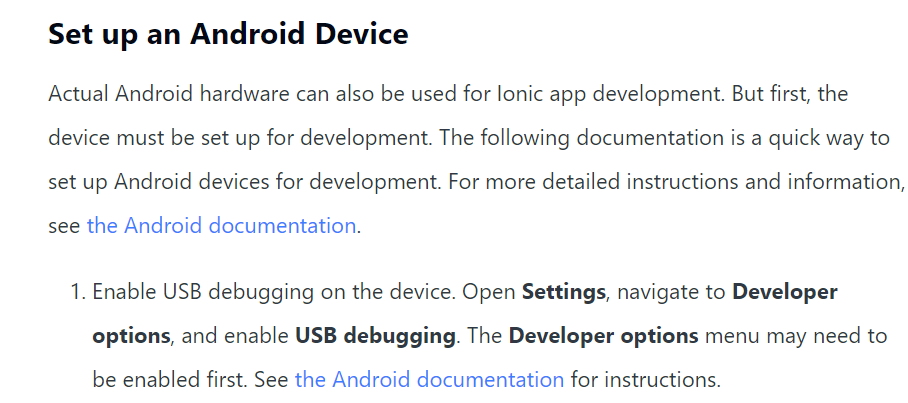 Set up an Android Device
Actual Android hardware can also be used for Ionic app development. But first, the
device must be set up for development. The following documentation is a quick way to
set up Android devices for development. For more detailed instructions and information,
see the Android documentation.
1. Enable USB debugging on the device. Open Settings, navigate to Developer
options, and enable USB debugging. The Developer options menu may need to
be enabled first. See the Android documentation for instructions.